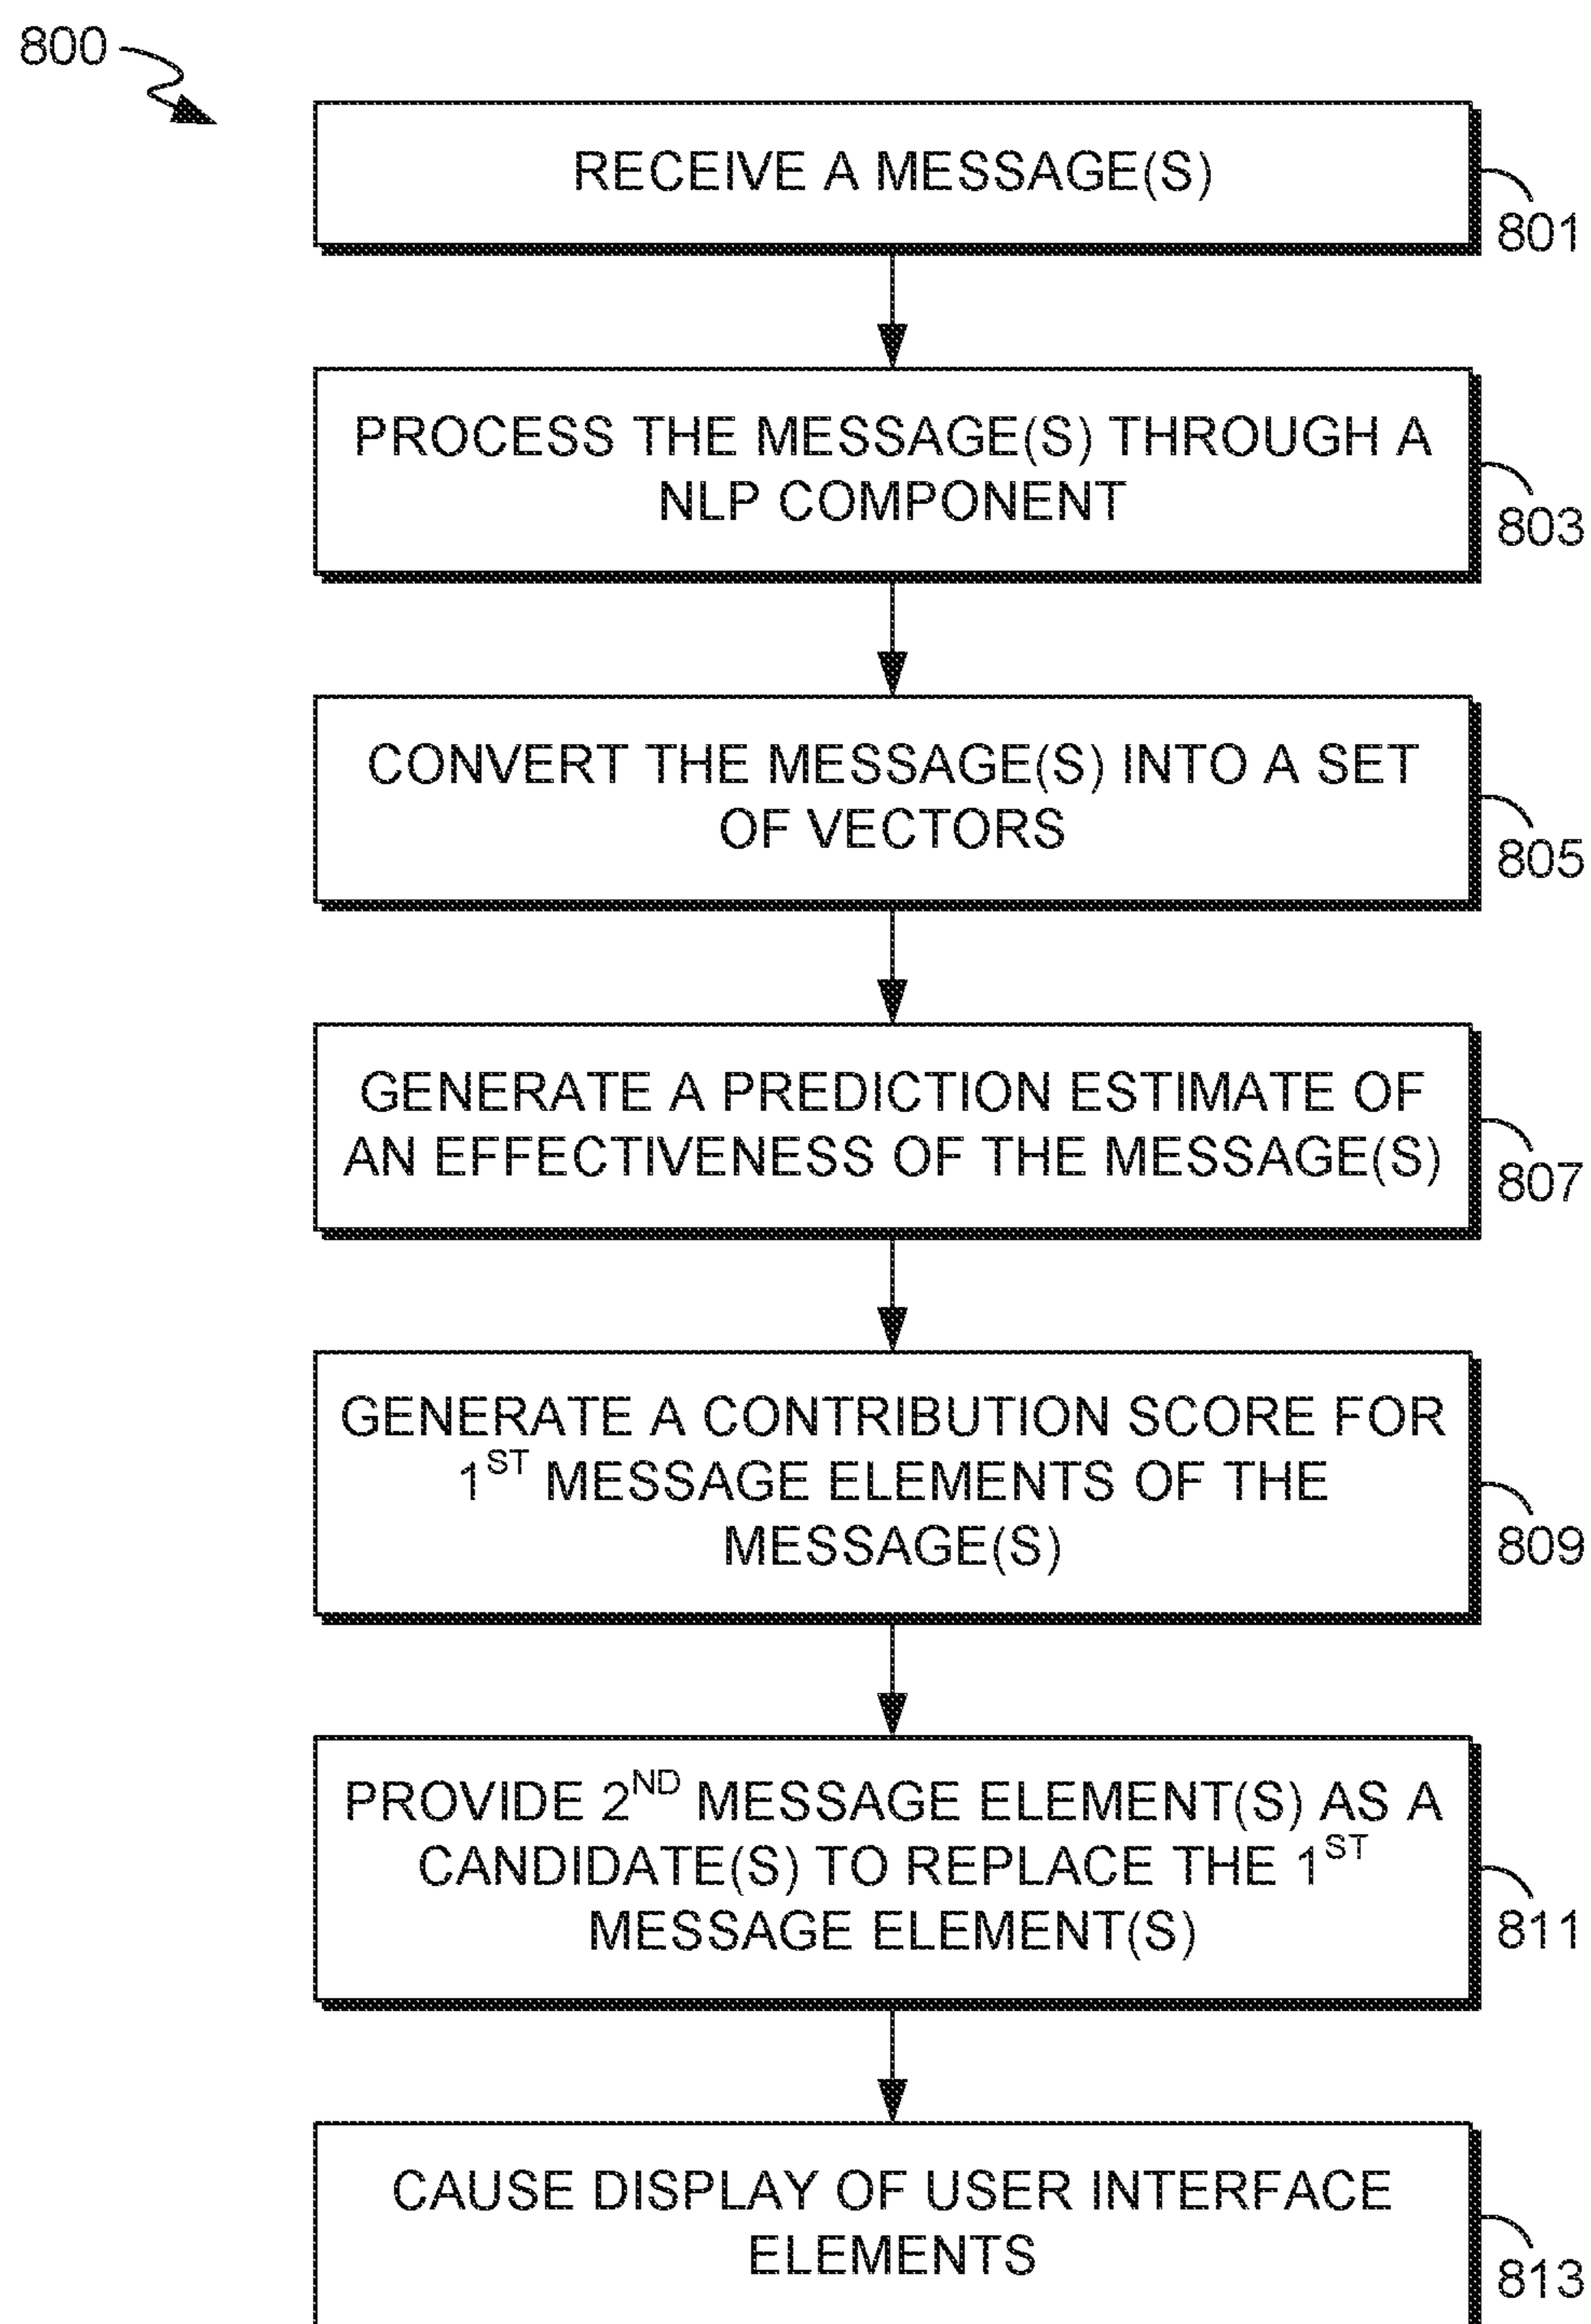 800
RECEIVE A MESSAGE(S)
801
PROCESS THE MESSAGE(S) THROUGH A
NLP COMPONENT
803
CONVERT THE MESSAGE(S) INTO A SET
OF VECTORS
805
GENERATE A PREDICTION ESTIMATE OF
AN EFFECTIVENESS OF THE MESSAGE(S)
807
GENERATE A CONTRIBUTION SCORE FOR
1ST MESSAGE ELEMENTS OF THE
MESSAGE(S)
809
PROVIDE 2ND MESSAGE ELEMENT(S) AS A
CANDIDATE(S) TO REPLACE THE 1ST
MESSAGE ELEMENT(S)
811
CAUSE DISPLAY OF USER INTERFACE
ELEMENTS
813